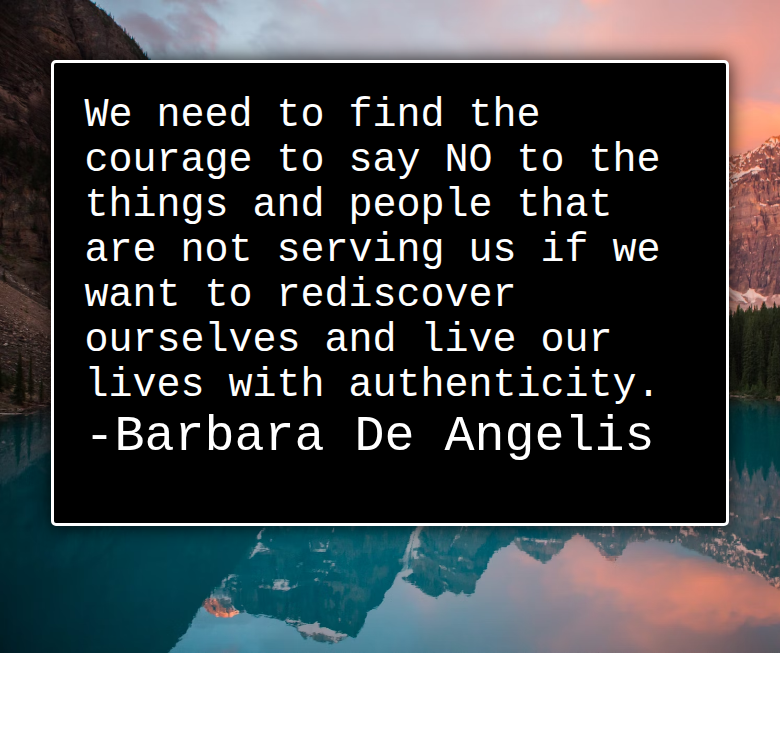 We need to find the
courage to say NO to the
things and people that
are not serving us if we
want to rediscover
ourselves and live our
lives with authenticity.
-Barbara De Angelis